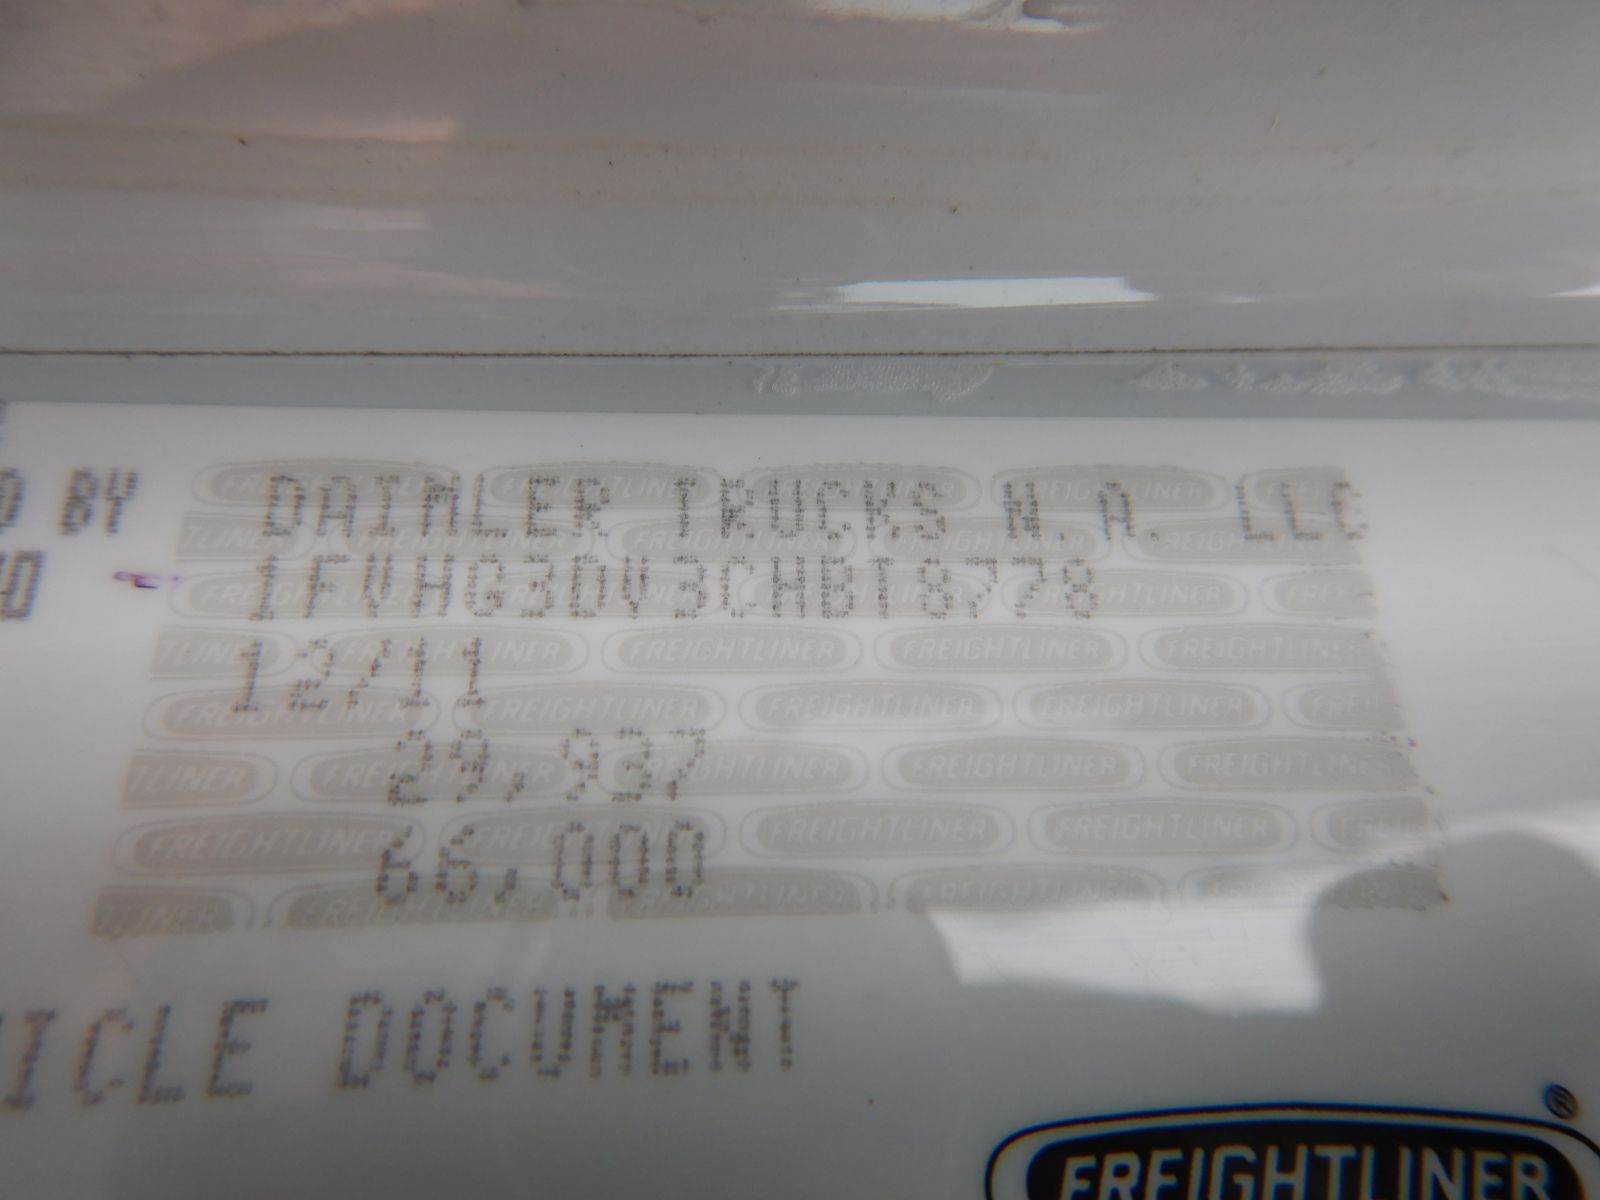 BY DAIMLER TRUCKS N.A. LLC
1FVHG3DV3CHBT8778
12/11
29,937
66,000
ICLE DOCUMENT
FREIGHTLINER®